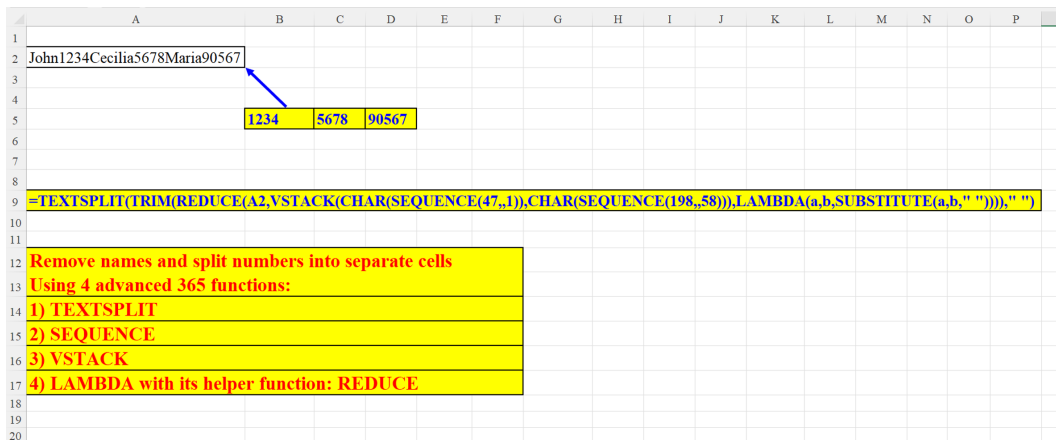 A B C D E F G H I J K L M N O P
1
2 John1234Cecilia5678Maria90567
3
4
5 1234 5678 90567
6
7
8
9 =TEXTSPLIT(TRIM(REDUCE(A2,VSTACK(CHAR(SEQUENCE(47,,1)),CHAR(SEQUENCE(198,,58))),LAMBDA(a,b,SUBSTITUTE(a,b," "))))," ")
10
11
12 Remove names and split numbers into separate cells
13 Using 4 advanced 365 functions:
14 1) TEXTSPLIT
15 2) SEQUENCE
16 3) VSTACK
17 4) LAMBDA with its helper function: REDUCE
18
19
20